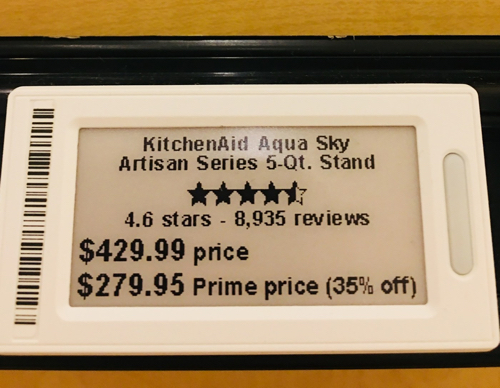 KitchenAid Aqua Sky
Artisan Series 5-Qt. Stand
4.6 stars - 8,935 reviews
$429.99 price
$279.95 Prime price (35% off)